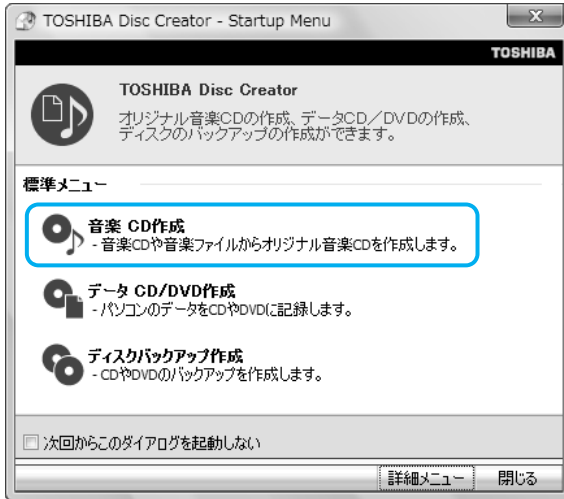 TOSHIBA Disc Creator - Startup Menu
TOSHIBA
TOSHIBA Disc Creator
オリジナル音楽CDの作成、データCD／DVDの作成、
ディスクのバックアップの作成ができます。
標準メニュー
音楽 CD作成
- 音楽CDや音楽ファイルからオリジナル音楽CDを作成します。
データ CD/DVD作成
- パソコンのデータをCDやDVDに記録します。
ディスクバックアップ作成
- CDやDVDのバックアップを作成します。
次回からこのダイアログを起動しない
詳細メニュー 閉じる